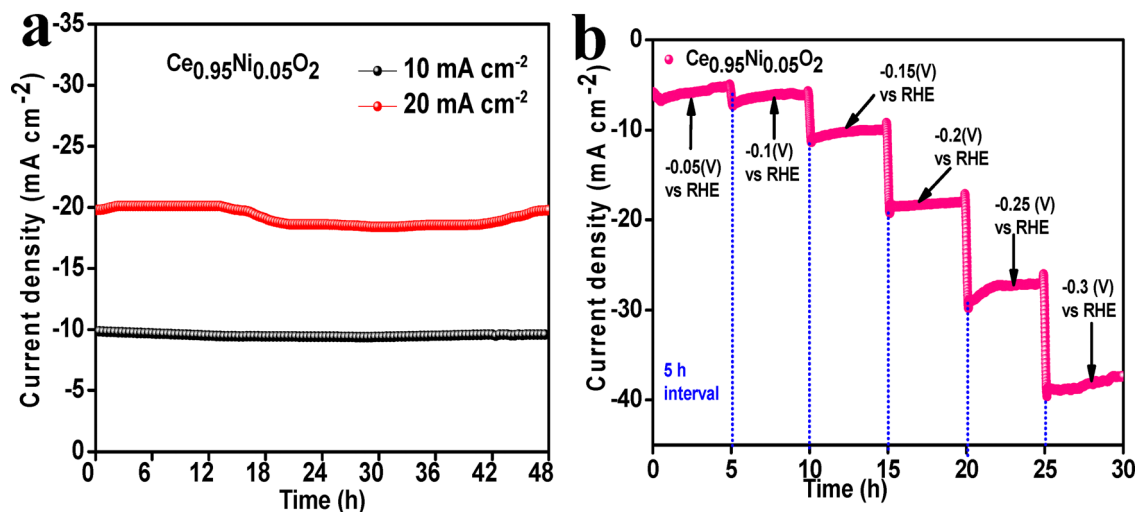 a
Ce0.95Ni0.05O2
10 mA cm-2
20 mA cm-2
Current density (mA cm-2)
-35
-30
-25
-20
-15
-10
-5
0
0 6 12 18 24 30 36 42 48
Time (h)
b
Ce0.95Ni0.05O2
Current density (mA cm-2)
0
-10
-20
-30
-40
-0.05(V)
vs RHE
-0.1(V)
vs RHE
-0.15(V)
vs RHE
-0.2(V)
vs RHE
-0.25 (V)
vs RHE
-0.3 (V)
vs RHE
5 h
interval
0 5 10 15 20 25 30
Time (h)